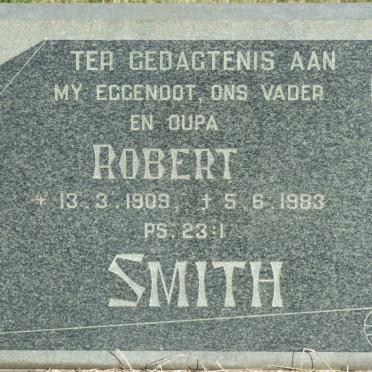 TER GEDAGTENIS AAN
MY EGGENOOT, ONS VADER
EN OUPA
ROBERT
* 13.3.1909, † 5.6.1983
PS. 23:1
SMITH